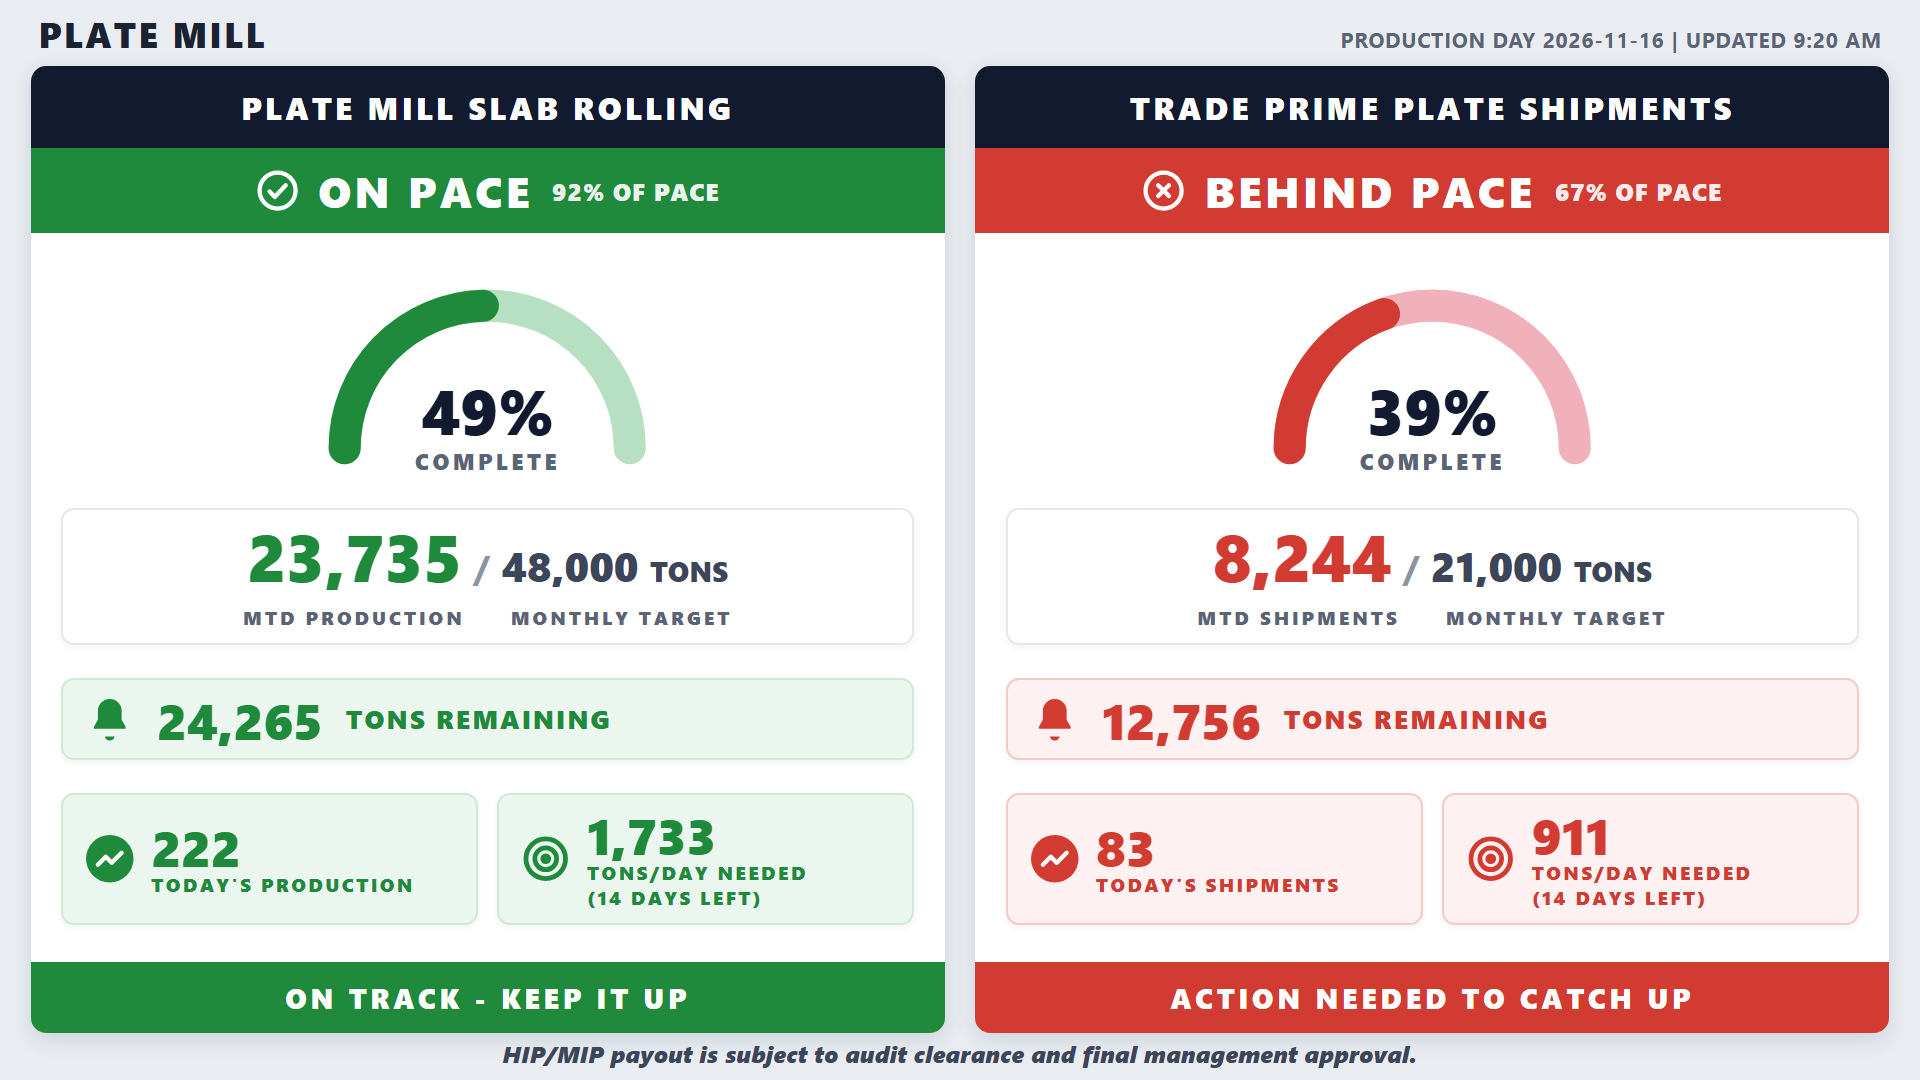 PLATE MILL
PRODUCTION DAY 2026-11-16 | UPDATED 9:20 AM
PLATE MILL SLAB ROLLING
ON PACE 92% OF PACE
49%
COMPLETE
23,735 / 48,000 TONS
MTD PRODUCTION MONTHLY TARGET
24,265 TONS REMAINING
222
TODAY'S PRODUCTION
1,733
TONS/DAY NEEDED
(14 DAYS LEFT)
ON TRACK - KEEP IT UP
TRADE PRIME PLATE SHIPMENTS
BEHIND PACE 67% OF PACE
39%
COMPLETE
8,244 / 21,000 TONS
MTD SHIPMENTS MONTHLY TARGET
12,756 TONS REMAINING
83
TODAY'S SHIPMENTS
911
TONS/DAY NEEDED
(14 DAYS LEFT)
ACTION NEEDED TO CATCH UP
HIP/MIP payout is subject to audit clearance and final management approval.